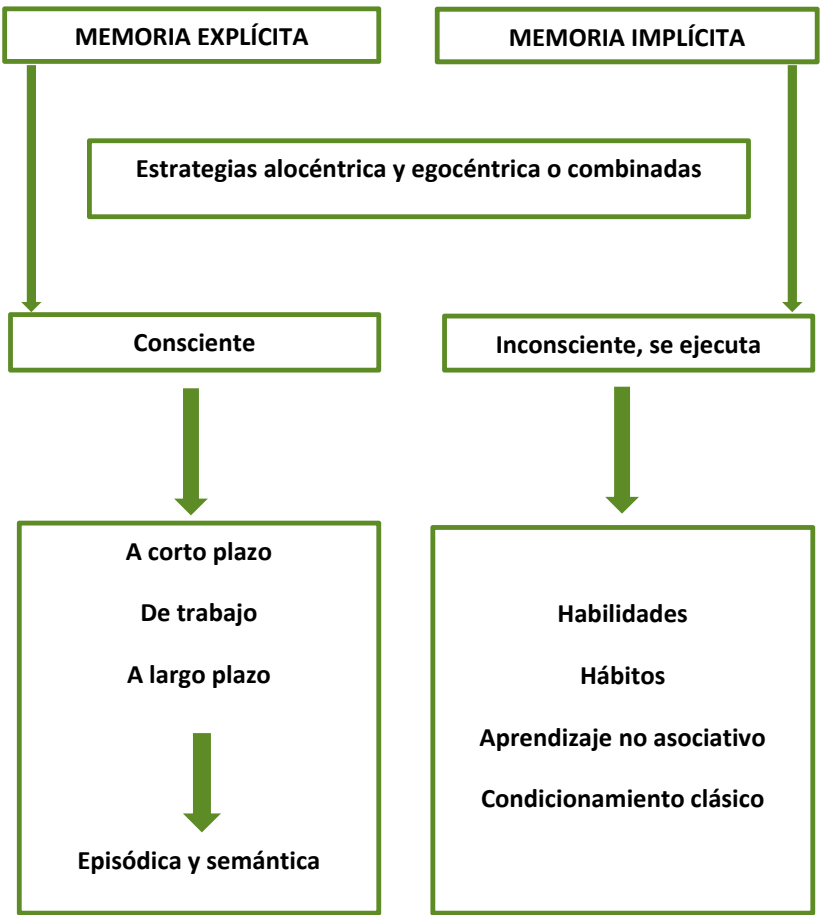 MEMORIA EXPLÍCITA
MEMORIA IMPLÍCITA
Estrategias alocéntrica y egocéntrica o combinadas
Consciente
Inconsciente, se ejecuta
A corto plazo
De trabajo
A largo plazo
Episódica y semántica
Habilidades
Hábitos
Aprendizaje no asociativo
Condicionamiento clásico